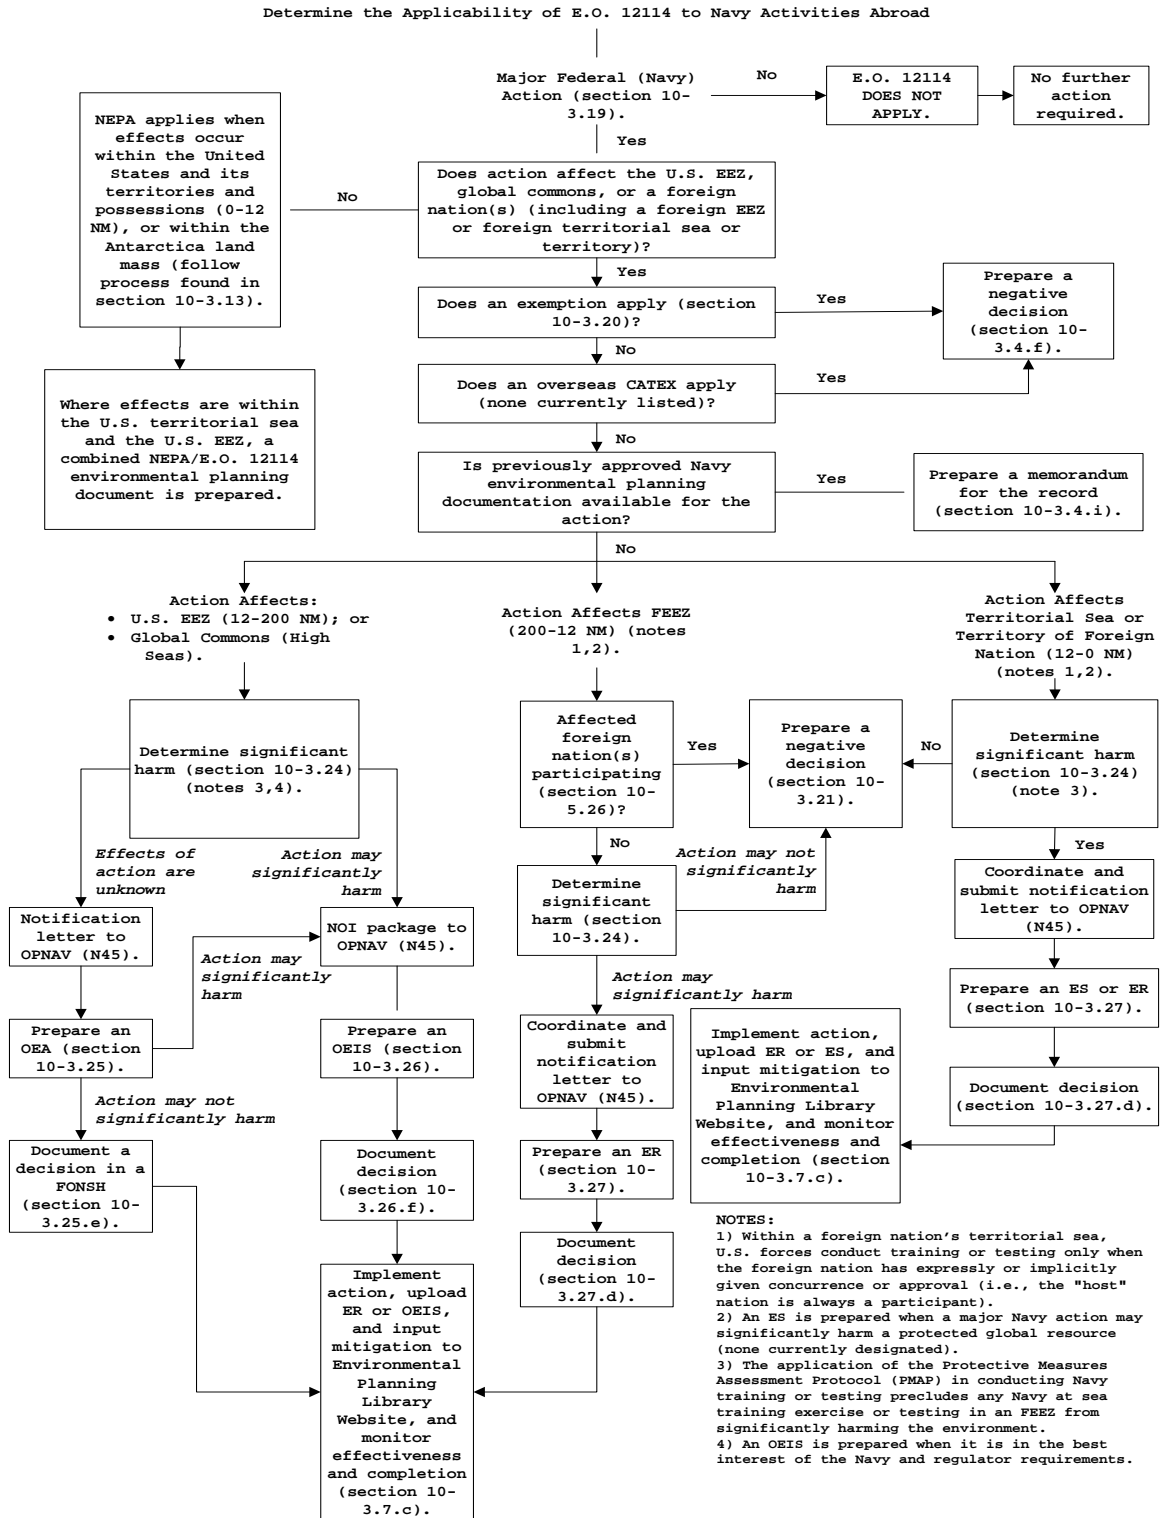 Determine the Applicability of E.O. 12114 to Navy Activities Abroad
Major Federal (Navy)
Action (section 10-
3.19).
No
E.O. 12114
DOES NOT
APPLY.
No further
action
required.
Yes
NEPA applies when
effects occur
within the United
States and its
territories and
possessions (0-12
NM), or within the
Antarctica land
mass (follow
process found in
section 10-3.13).
No
Does action affect the U.S. EEZ,
global commons, or a foreign
nation(s) (including a foreign EEZ
or foreign territorial sea or
territory)?
Yes
Does an exemption apply (section
10-3.20)?
Yes
Prepare a
negative
decision
(section 10-
3.4.f).
No
Where effects are within
the U.S. territorial sea
and the U.S. EEZ, a
combined NEPA/E.O. 12114
environmental planning
document is prepared.
Does an overseas CATEX apply
(none currently listed)?
Yes
No
Is previously approved Navy
environmental planning
documentation available for the
action?
Yes
Prepare a memorandum
for the record
(section 10-3.4.i).
No
Action Affects:
• U.S. EEZ (12-200 NM); or
• Global Commons (High
Seas).
Action Affects FEEZ
(200-12 NM) (notes
1,2).
Action Affects
Territorial Sea or
Territory of Foreign
Nation (12-0 NM)
(notes 1,2).
Determine significant
harm (section 10-3.24)
(notes 3,4).
Affected
foreign
nation(s)
participating
(section 10-
5.26)?
Yes
Prepare a
negative
decision
(section 10-
3.21).
No
Determine
significant harm
(section 10-3.24)
(note 3).
Effects of
action are
unknown
Action may
significantly
harm
No
Action may not
significantly
harm
Yes
Notification
letter to
OPNAV (N45).
NOI package to
OPNAV (N45).
Determine
significant
harm (section
10-3.24).
Coordinate and
submit notification
letter to OPNAV
(N45).
Action may
significantly
harm
Action may
significantly harm
Prepare an ES or ER
(section 10-3.27).
Prepare an
OEA (section
10-3.25).
Prepare an
OEIS (section
10-3.26).
Coordinate and
submit
notification
letter to
OPNAV (N45).
Implement action,
upload ER or ES, and
input mitigation to
Environmental
Planning Library
Website, and monitor
effectiveness and
completion (section
10-3.7.c).
Document decision
(section 10-3.27.d).
Action may not
significantly harm
Document a
decision in a
FONSH
(section 10-
3.25.e).
Document
decision
(section 10-
3.26.f).
Prepare an ER
(section 10-
3.27).
Document
decision
(section 10-
3.27.d).
Implement
action, upload
ER or OEIS,
and input
mitigation to
Environmental
Planning
Library
Website, and
monitor
effectiveness
and completion
(section 10-
3.7.c).
NOTES:
1) Within a foreign nation's territorial sea,
U.S. forces conduct training or testing only when
the foreign nation has expressly or implicitly
given concurrence or approval (i.e., the "host"
nation is always a participant).
2) An ES is prepared when a major Navy action may
significantly harm a protected global resource
(none currently designated).
3) The application of the Protective Measures
Assessment Protocol (PMAP) in conducting Navy
training or testing precludes any Navy at sea
training exercise or testing in an FEEZ from
significantly harming the environment.
4) An OEIS is prepared when it is in the best
interest of the Navy and regulator requirements.